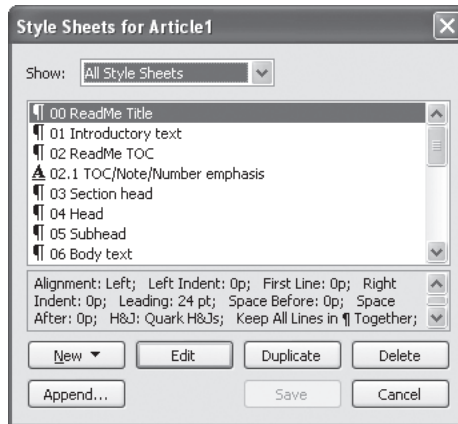 Style Sheets for Article1
Show: All Style Sheets
¶ 00 ReadMe Title
¶ 01 Introductory text
¶ 02 ReadMe TOC
A 02.1 TOC/Note/Number emphasis
¶ 03 Section head
¶ 04 Head
¶ 05 Subhead
¶ 06 Body text
Alignment: Left; Left Indent: 0p; First Line: 0p; Right
Indent: 0p; Leading: 24 pt; Space Before: 0p; Space
After: 0p; H&J: Quark H&Js; Keep All Lines in ¶ Together;
New Edit Duplicate Delete
Append... Save Cancel